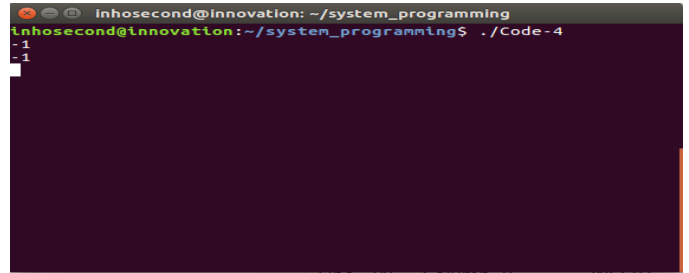 inhosecond@innovation: ~/system_programming
inhosecond@innovation:~/system_programming$ ./Code-4
-1
-1